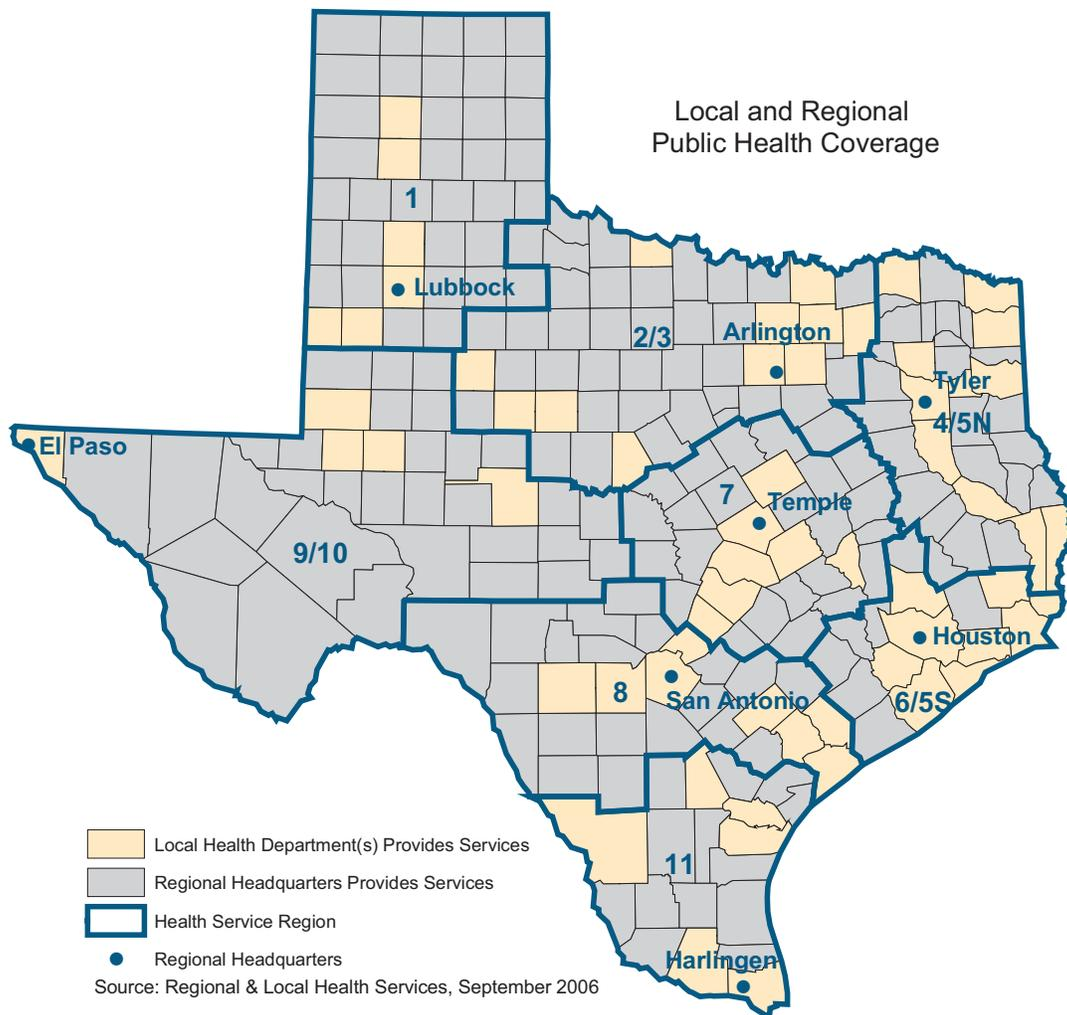 Local and Regional
Public Health Coverage
1
Lubbock
2/3
Arlington
Tyler
4/5N
El Paso
9/10
7
Temple
Houston
8
San Antonio
6/5S
11
Harlingen
Local Health Department(s) Provides Services
Regional Headquarters Provides Services
Health Service Region
Regional Headquarters
Source: Regional & Local Health Services, September 2006